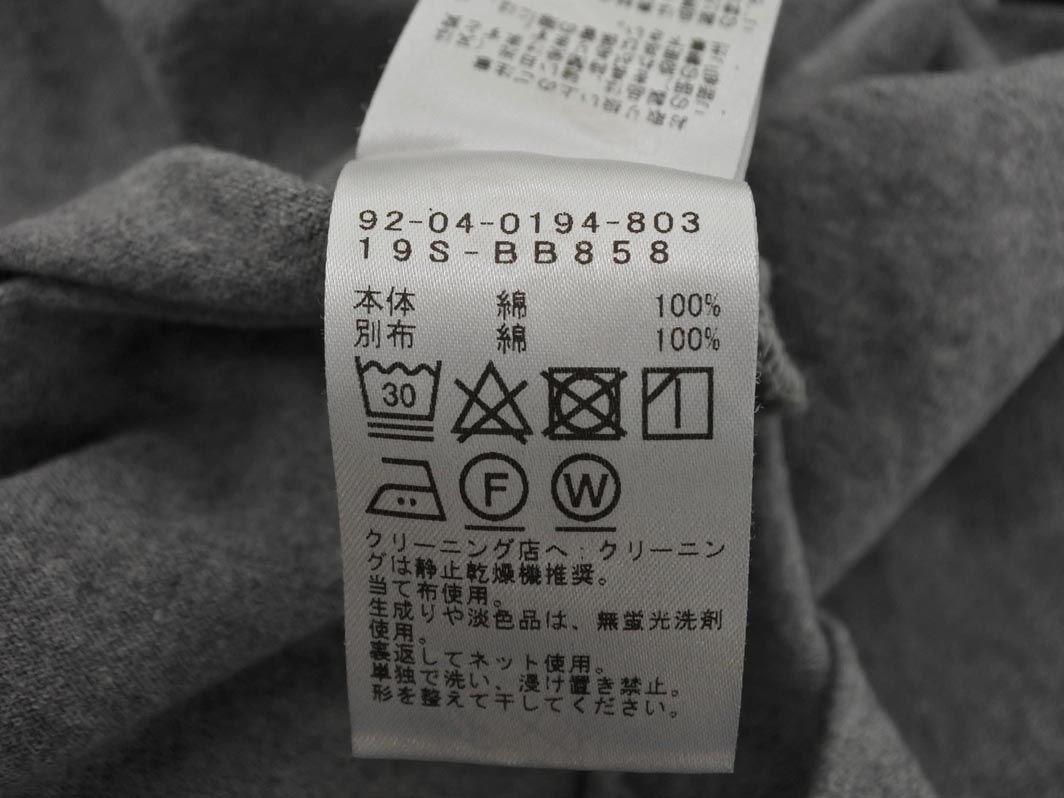 92-04-0194-803
19S-BB858
本体 綿 100%
別布 綿 100%
30
F W
クリーニング店へ：クリーニン
グは静止乾燥機推奨。
当て布使用。
生成りや淡色品は、無蛍光洗剤
使用。
裏返してネット使用。
単独で洗い、浸け置き禁止。
形を整えて干してください。